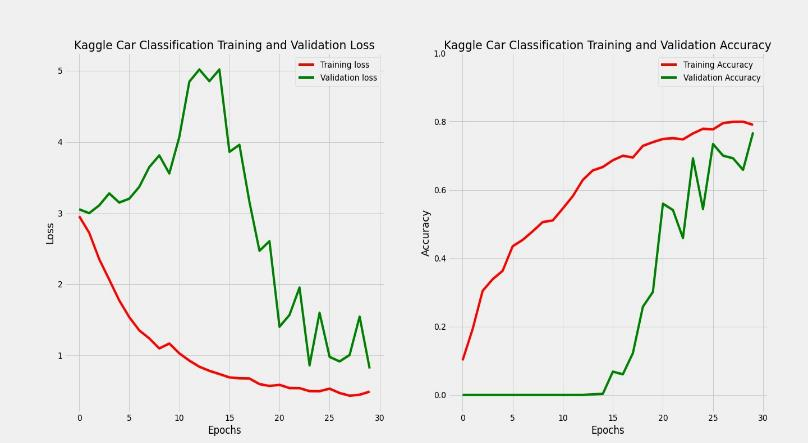 Kaggle Car Classification Training and Validation Loss
Training loss
Validation loss
5
4
3
2
1
Loss
0 5 10 15 20 25 30
Epochs
Kaggle Car Classification Training and Validation Accuracy
Training Accuracy
Validation Accuracy
1.0
0.8
0.6
0.4
0.2
0.0
Accuracy
0 5 10 15 20 25 30
Epochs